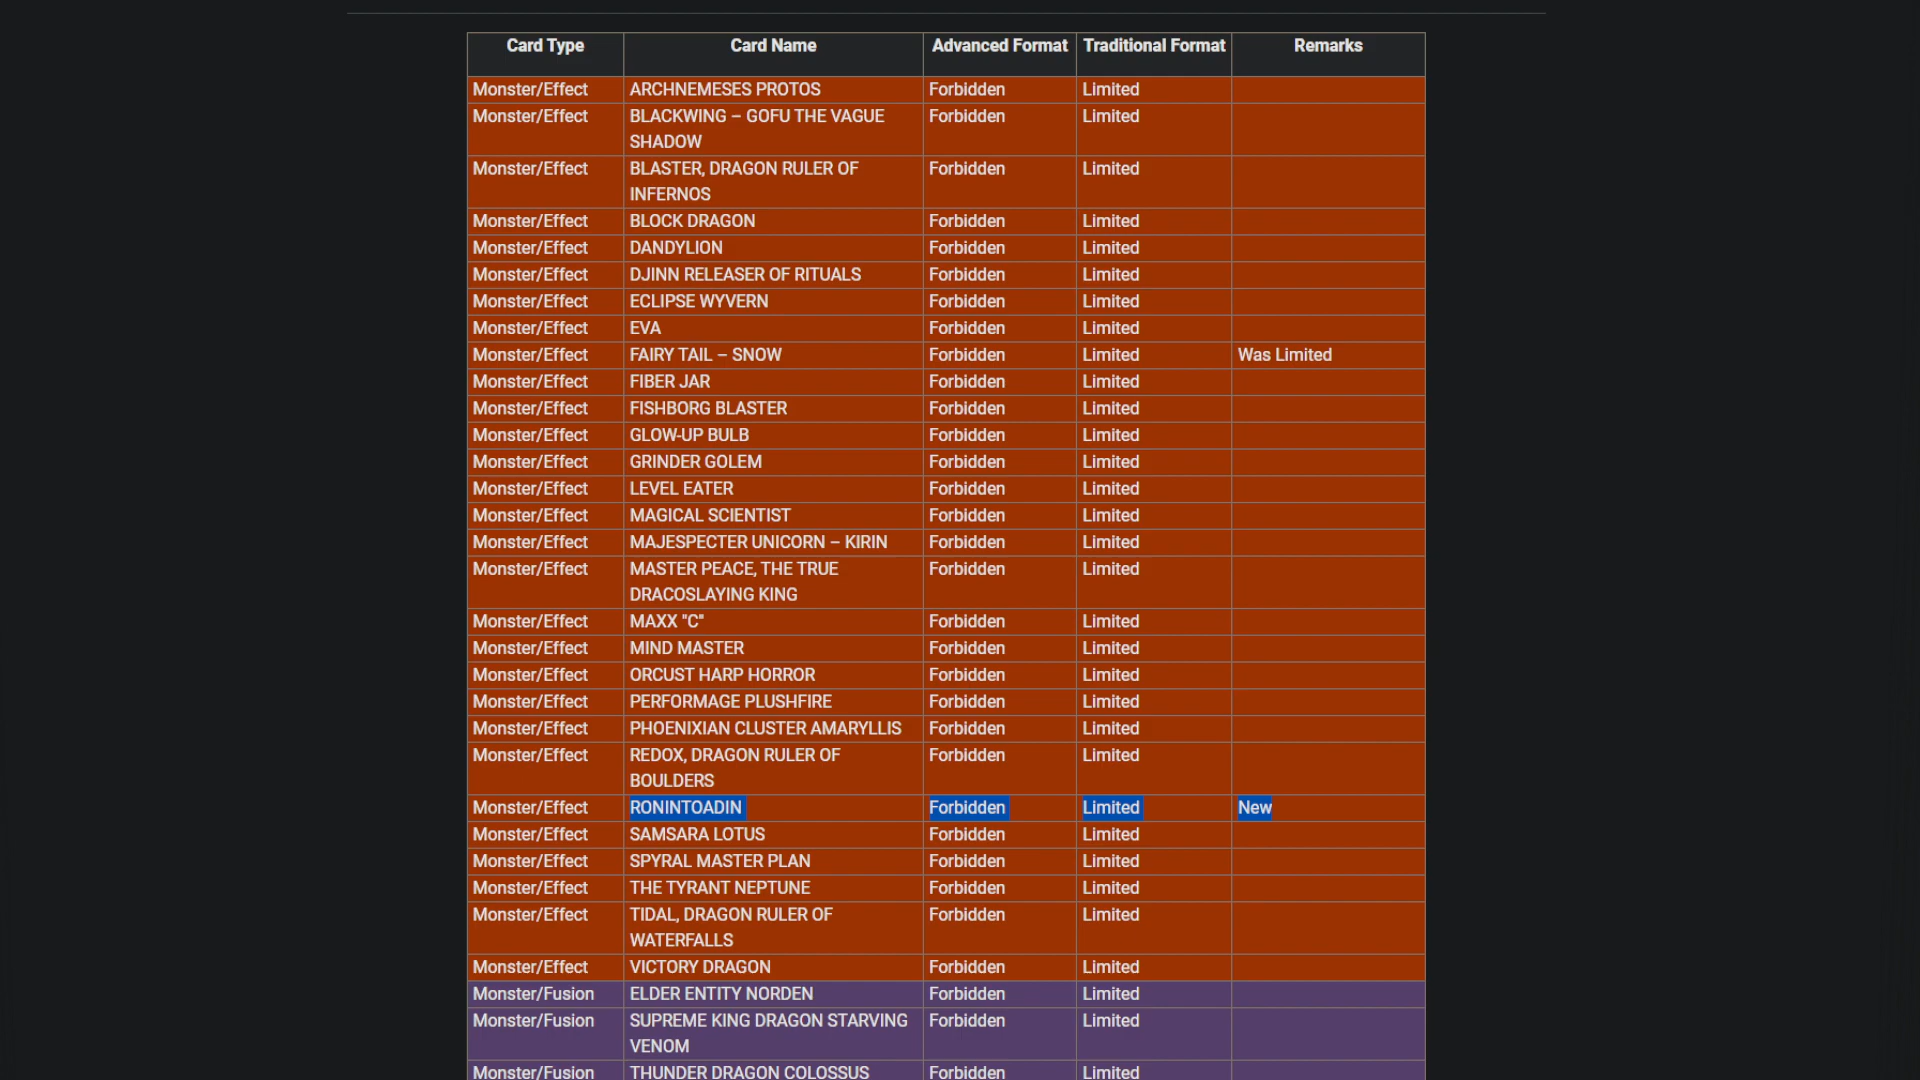 Card Type Card Name Advanced Format Traditional Format Remarks
Monster/Effect ARCHNEMESES PROTOS Forbidden Limited
Monster/Effect BLACKWING – GOFU THE VAGUE Forbidden Limited
SHADOW
Monster/Effect BLASTER, DRAGON RULER OF Forbidden Limited
INFERNOS
Monster/Effect BLOCK DRAGON Forbidden Limited
Monster/Effect DANDYLION Forbidden Limited
Monster/Effect DJINN RELEASER OF RITUALS Forbidden Limited
Monster/Effect ECLIPSE WYVERN Forbidden Limited
Monster/Effect EVA Forbidden Limited
Monster/Effect FAIRY TAIL – SNOW Forbidden Limited Was Limited
Monster/Effect FIBER JAR Forbidden Limited
Monster/Effect FISHBORG BLASTER Forbidden Limited
Monster/Effect GLOW-UP BULB Forbidden Limited
Monster/Effect GRINDER GOLEM Forbidden Limited
Monster/Effect LEVEL EATER Forbidden Limited
Monster/Effect MAGICAL SCIENTIST Forbidden Limited
Monster/Effect MAJESPECTER UNICORN – KIRIN Forbidden Limited
Monster/Effect MASTER PEACE, THE TRUE Forbidden Limited
DRACOSLAYING KING
Monster/Effect MAXX "C" Forbidden Limited
Monster/Effect MIND MASTER Forbidden Limited
Monster/Effect ORCUST HARP HORROR Forbidden Limited
Monster/Effect PERFORMAGE PLUSHFIRE Forbidden Limited
Monster/Effect PHOENIXIAN CLUSTER AMARYLLIS Forbidden Limited
Monster/Effect REDOX, DRAGON RULER OF Forbidden Limited
BOULDERS
Monster/Effect RONINTOADIN Forbidden Limited New
Monster/Effect SAMSARA LOTUS Forbidden Limited
Monster/Effect SPYRAL MASTER PLAN Forbidden Limited
Monster/Effect THE TYRANT NEPTUNE Forbidden Limited
Monster/Effect TIDAL, DRAGON RULER OF Forbidden Limited
WATERFALLS
Monster/Effect VICTORY DRAGON Forbidden Limited
Monster/Fusion ELDER ENTITY NORDEN Forbidden Limited
Monster/Fusion SUPREME KING DRAGON STARVING Forbidden Limited
VENOM
Monster/Fusion THUNDER DRAGON COLOSSUS Forbidden Limited